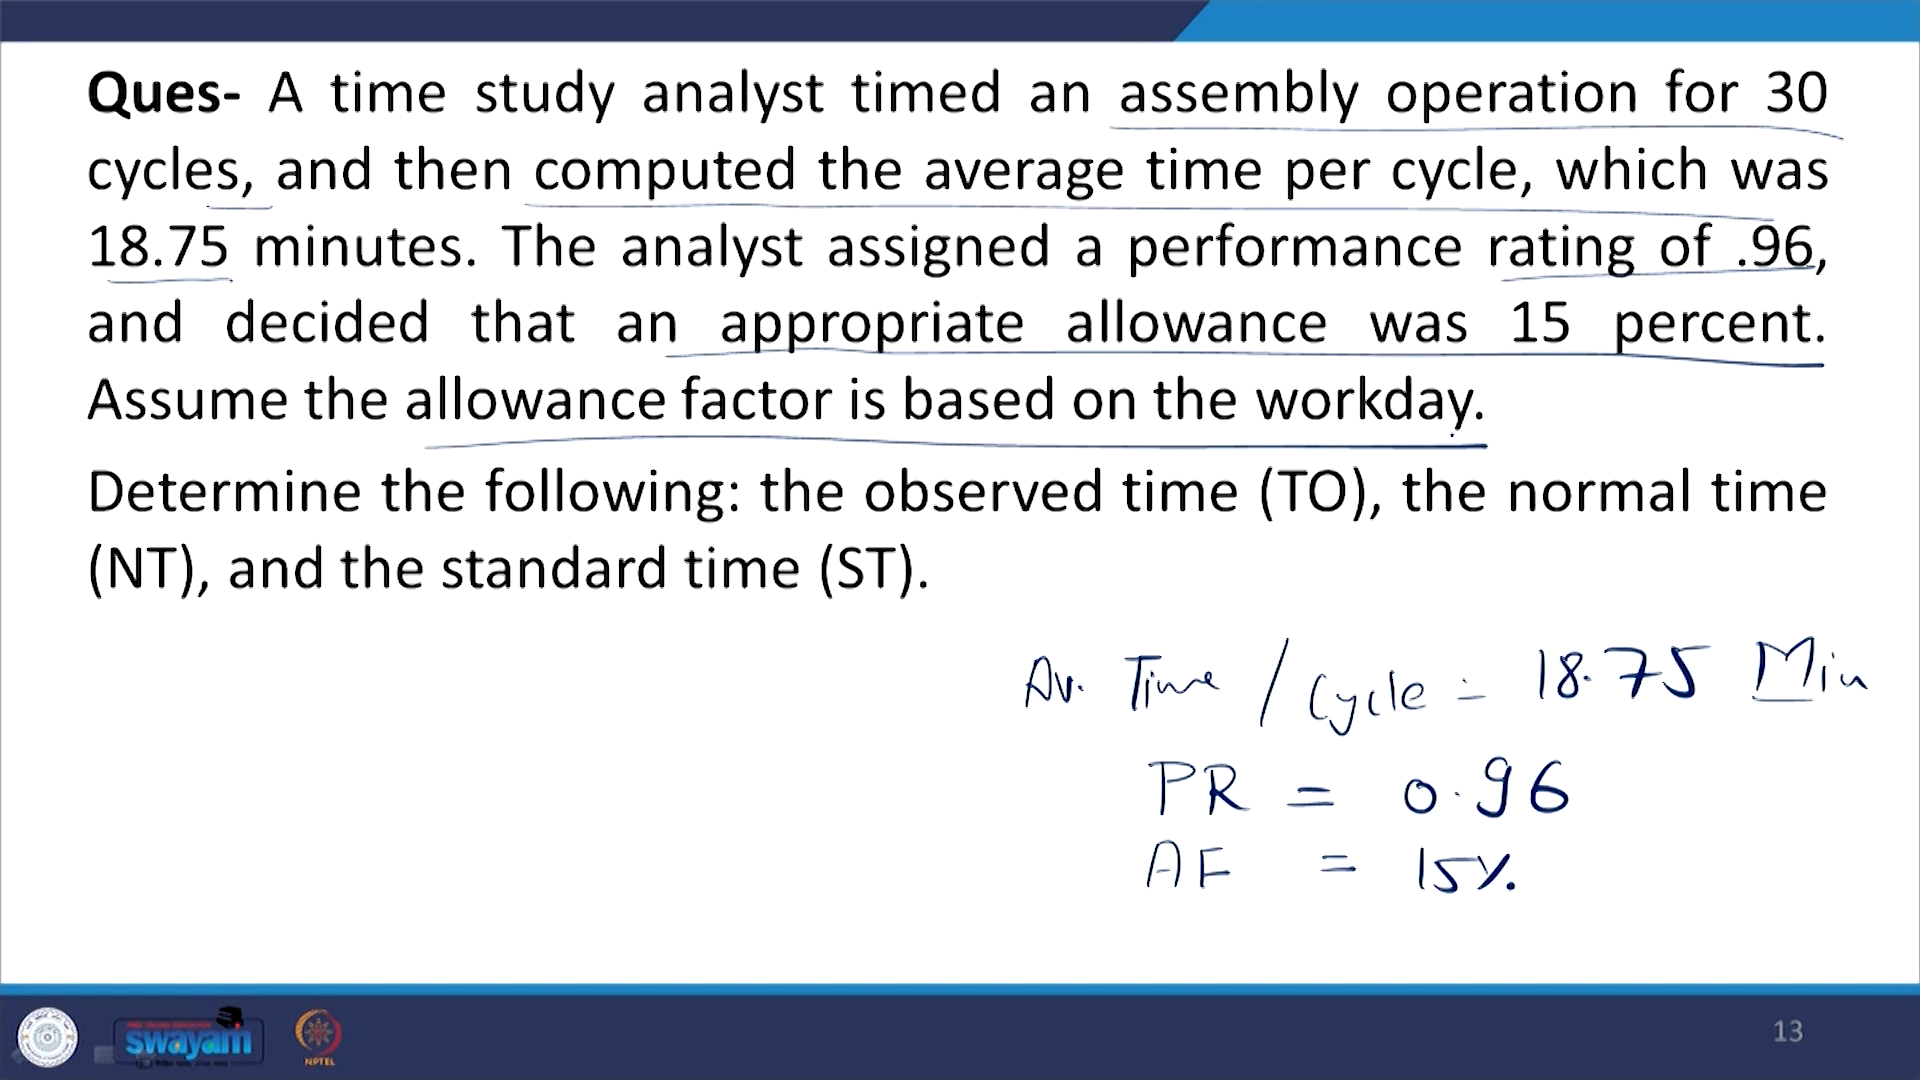 Ques- A time study analyst timed an assembly operation for 30
cycles, and then computed the average time per cycle, which was
18.75 minutes. The analyst assigned a performance rating of .96,
and decided that an appropriate allowance was 15 percent.
Assume the allowance factor is based on the workday.
Determine the following: the observed time (TO), the normal time
(NT), and the standard time (ST).
Av. Time / Cycle = 18.75 Min
PR = 0.96
AF = 15%.
swayam
NPTEL
13